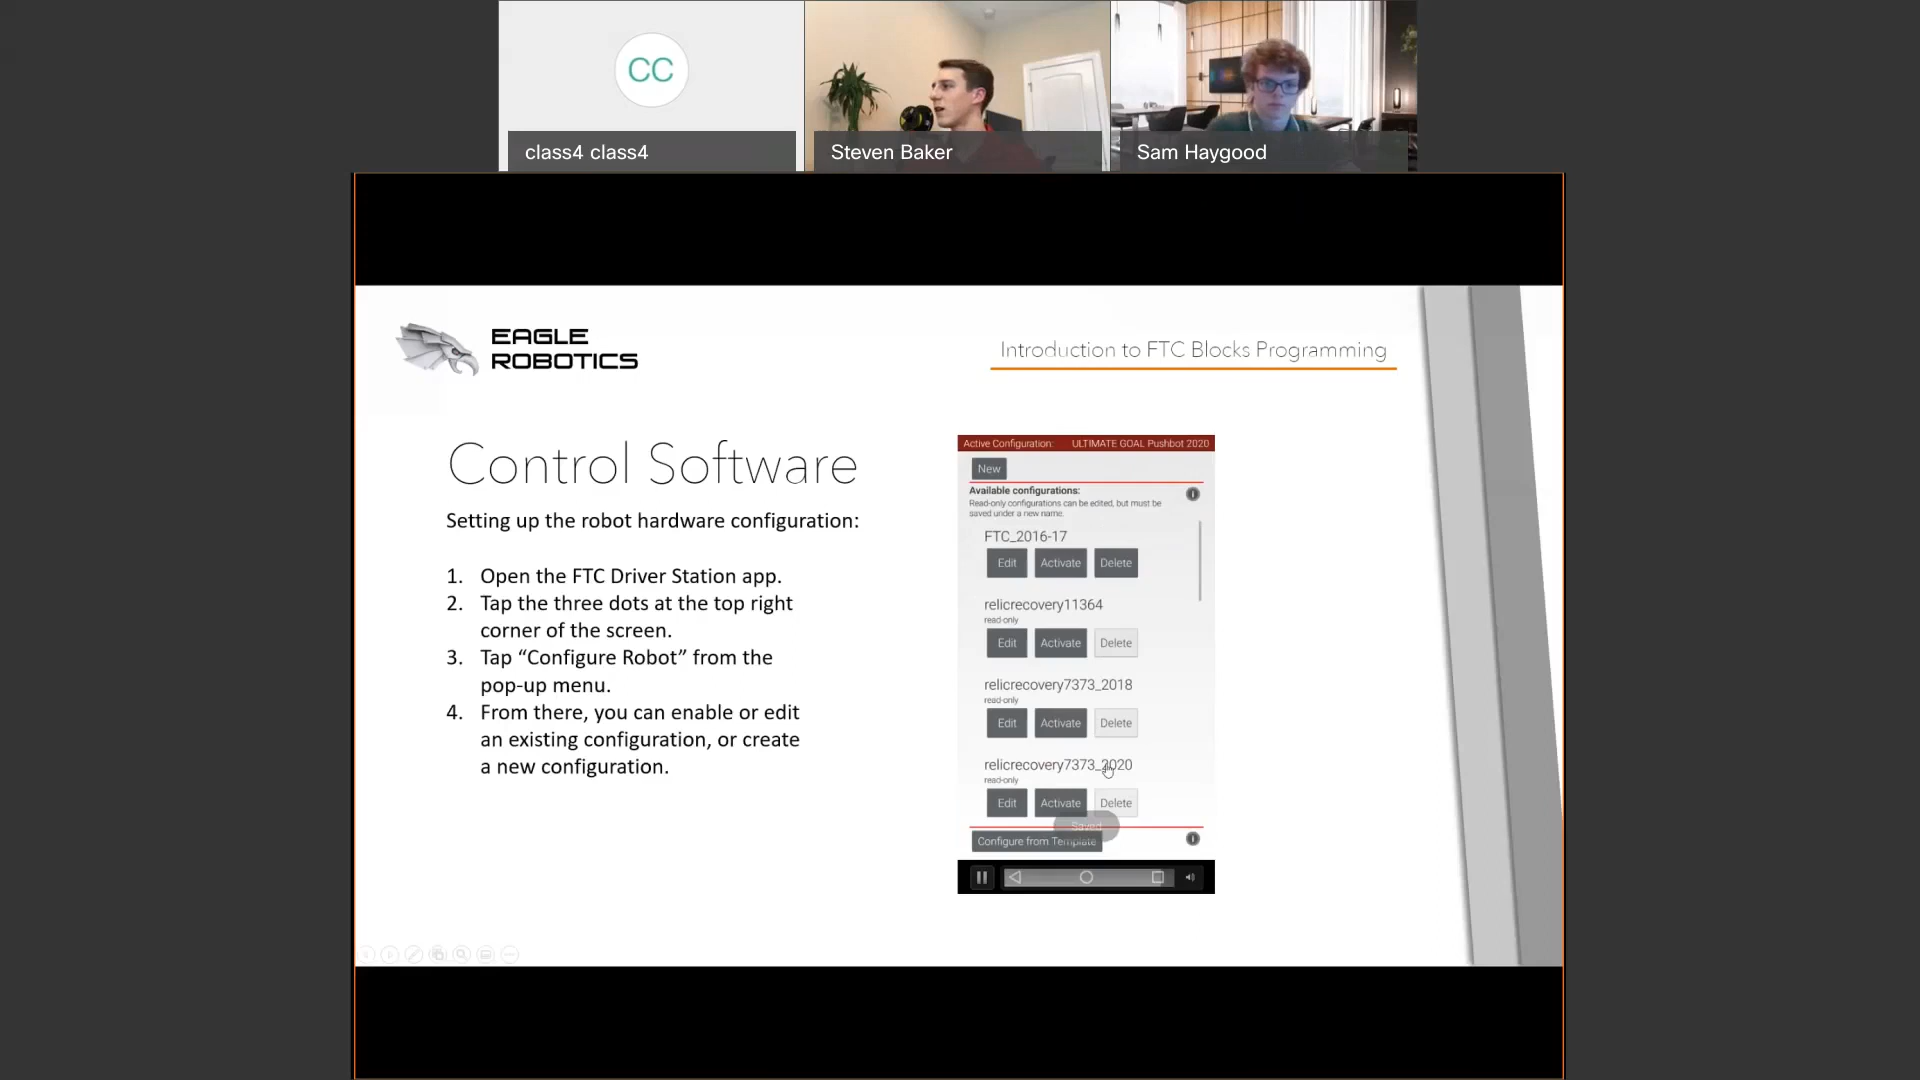 CC
class4 class4
Steven Baker
Sam Haygood
EAGLE
ROBOTICS
Introduction to FTC Blocks Programming
Control Software
Setting up the robot hardware configuration:
1. Open the FTC Driver Station app.
2. Tap the three dots at the top right
corner of the screen.
3. Tap “Configure Robot” from the
pop-up menu.
4. From there, you can enable or edit
an existing configuration, or create
a new configuration.
Active Configuration: ULTIMATE GOAL Pushbot 2020
New
Available configurations:
Read-only configurations can be edited, but must be
saved under a new name.
FTC_2016-17
Edit Activate Delete
relicrecovery11364
read-only
Edit Activate Delete
relicrecovery7373_2018
read-only
Edit Activate Delete
relicrecovery7373_2020
read-only
Edit Activate Delete
Saved
Configure from Template